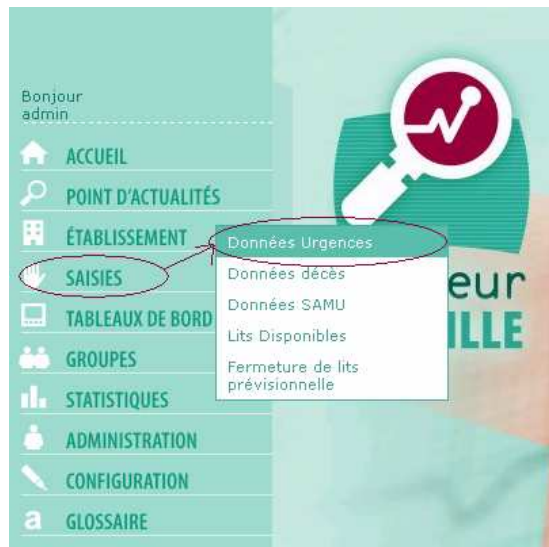 Bonjour
admin
ACCUEIL
POINT D'ACTUALITÉS
ÉTABLISSEMENT
SAISIES
TABLEAUX DE BORD
GROUPES
STATISTIQUES
ADMINISTRATION
CONFIGURATION
a GLOSSAIRE
Données Urgences
Données décès
Données SAMU
Lits Disponibles
Fermeture de lits
prévisionnelle
eur
ILLE